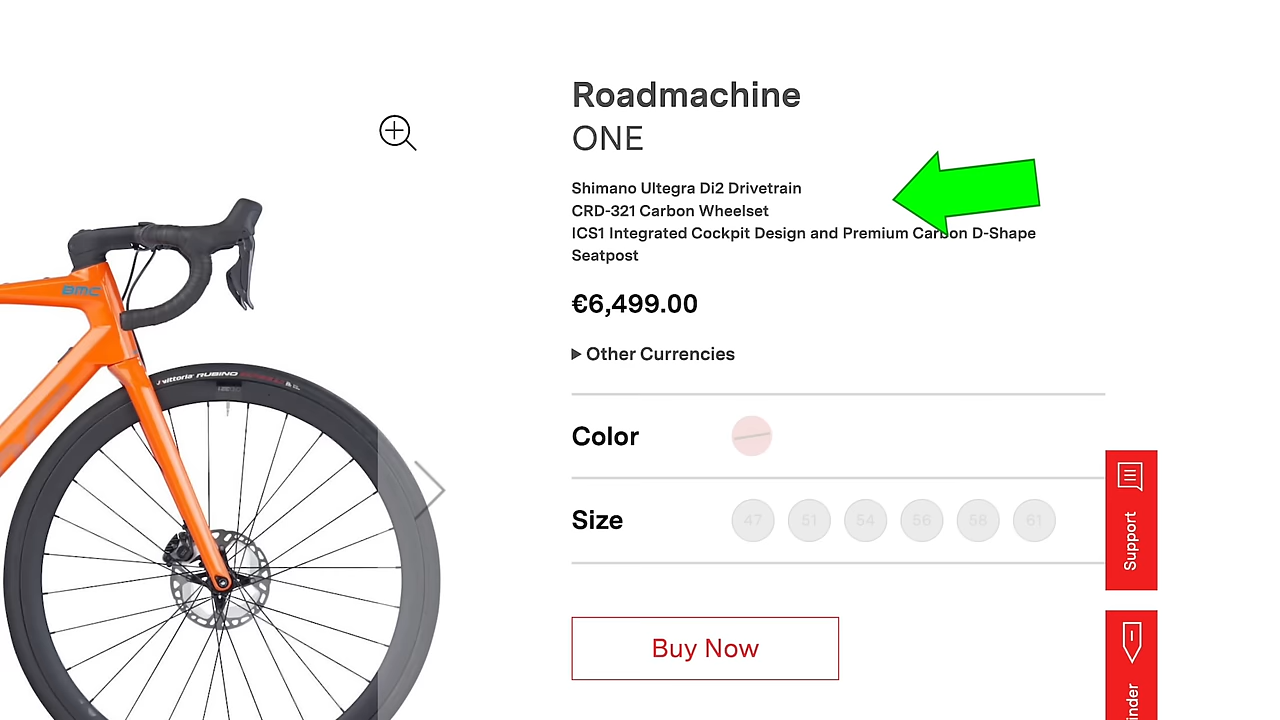 Roadmachine
ONE
Shimano Ultegra Di2 Drivetrain
CRD-321 Carbon Wheelset
ICS1 Integrated Cockpit Design and Premium Carbon D-Shape
Seatpost
€6,499.00
Other Currencies
Color
Size
47 51 54 56 58 61
Buy Now
Support
inder
BMC
vittoria RUBINO